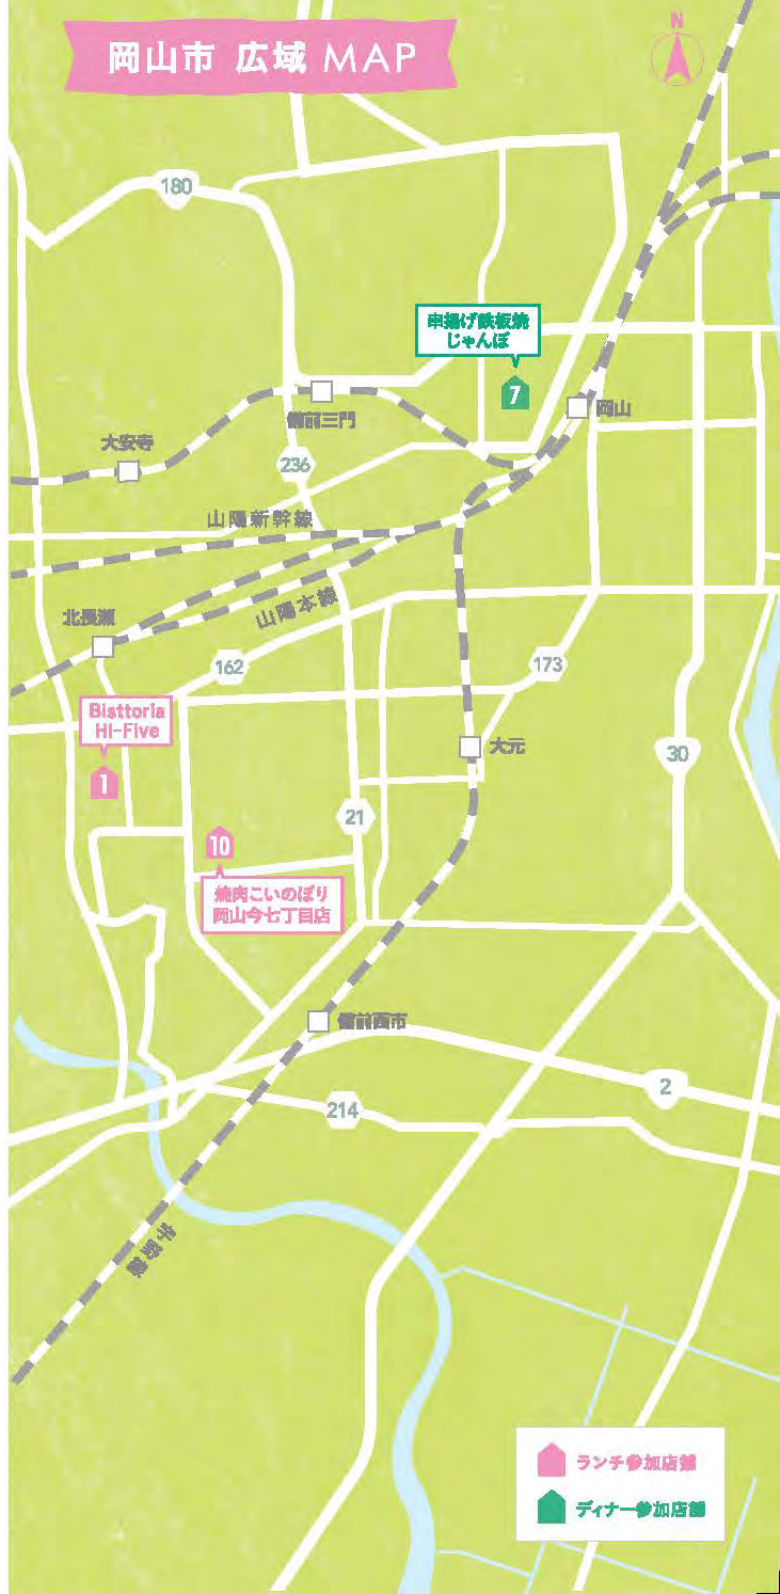 岡山市 広域 MAP
N
180
串揚げ鉄板焼
じゃんぼ
7
岡山
備前三門
大安寺
236
山陽新幹線
山陽本線
北長瀬
162
173
Bisttoria
HI-Five
1
大元
30
21
10
焼肉こいのぼり
岡山今七丁目店
備前西市
2
214
宇野線
ランチ参加店舗
ディナー参加店舗